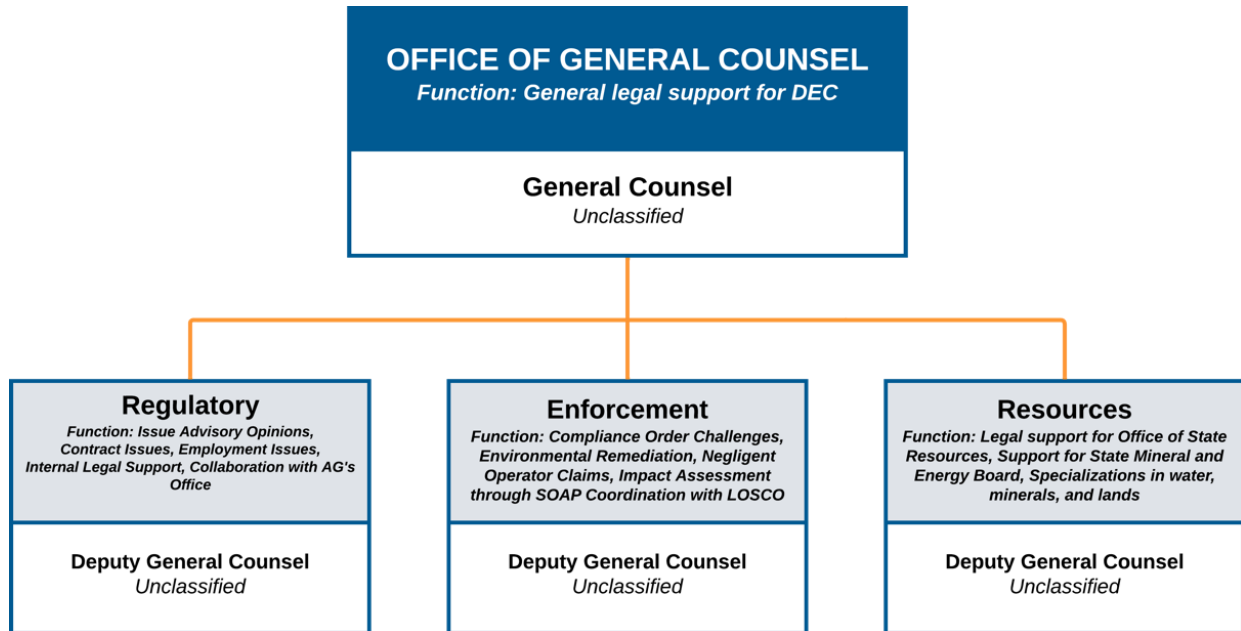 OFFICE OF GENERAL COUNSEL
Function: General legal support for DEC
General Counsel
Unclassified
Regulatory
Function: Issue Advisory Opinions,
Contract Issues, Employment Issues,
Internal Legal Support, Collaboration with AG's
Office
Deputy General Counsel
Unclassified
Enforcement
Function: Compliance Order Challenges,
Environmental Remediation, Negligent
Operator Claims, Impact Assessment
through SOAP Coordination with LOSCO
Deputy General Counsel
Unclassified
Resources
Function: Legal support for Office of State
Resources, Support for State Mineral and
Energy Board, Specializations in water,
minerals, and lands
Deputy General Counsel
Unclassified